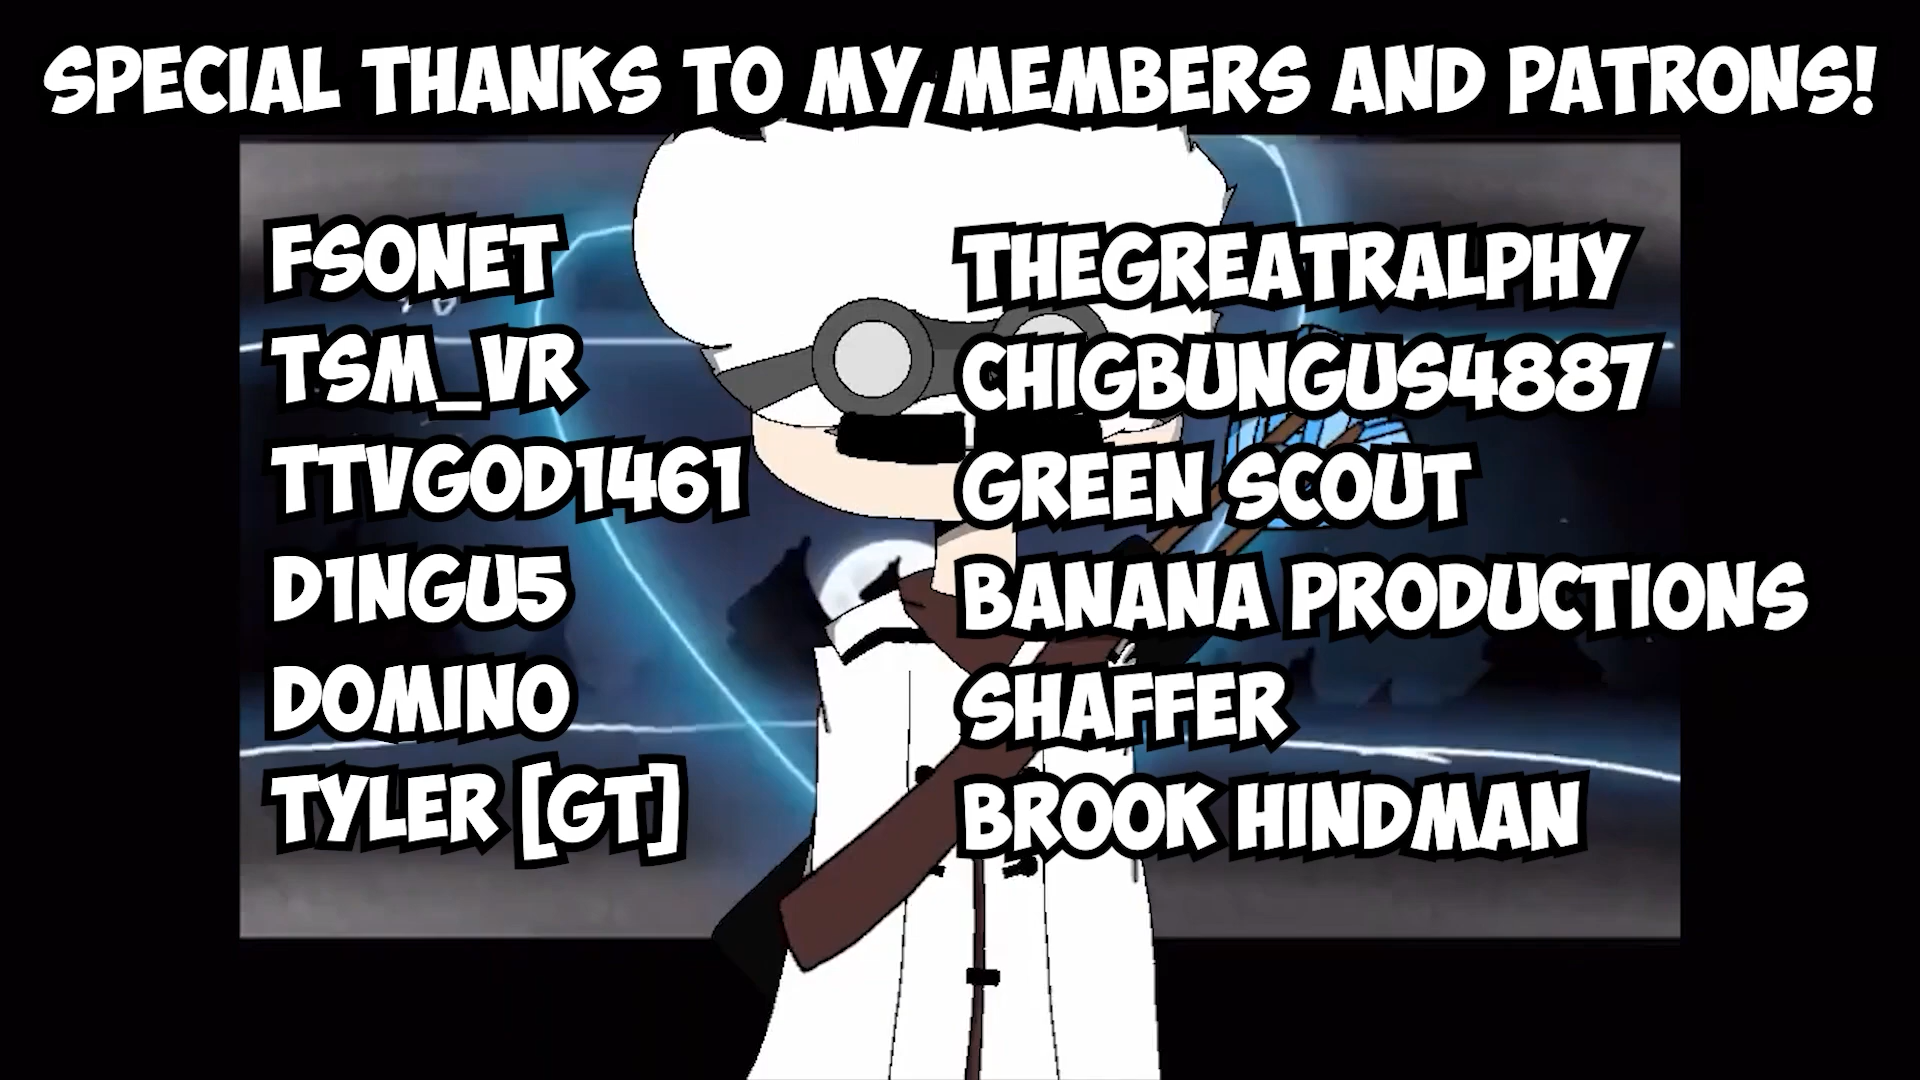 SPECIAL THANKS TO MY MEMBERS AND PATRONS!
FSONET
TSM_VR
TTVGOD1461
D1NGU5
DOMINO
TYLER [GT]
THEGREATRALPHY
CHIGBUNGUS4887
GREEN SCOUT
BANANA PRODUCTIONS
SHAFFER
BROOK HINDMAN